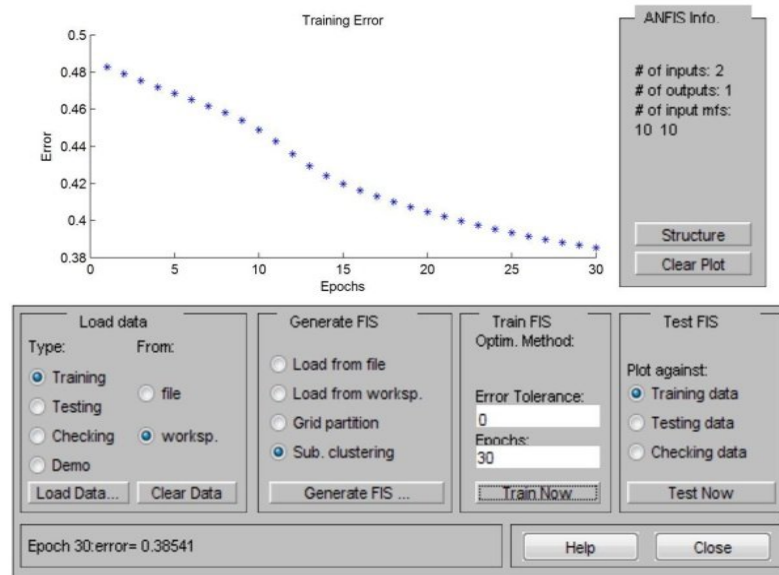 Training Error
0.5
0.48
0.46
0.44
0.42
0.4
0.38
Error
0
5
10
15
20
25
30
Epochs
ANFIS Info.
# of inputs: 2
# of outputs: 1
# of input mfs:
10 10
Structure
Clear Plot
Load data
Type:
From:
Training
Testing
Checking
Demo
file
worksp.
Load Data...
Clear Data
Generate FIS
Load from file
Load from worksp.
Grid partition
Sub. clustering
Generate FIS ...
Train FIS
Optim. Method:
Error Tolerance:
0
Epochs:
30
Train Now
Test FIS
Plot against:
Training data
Testing data
Checking data
Test Now
Epoch 30:error= 0.38541
Help
Close